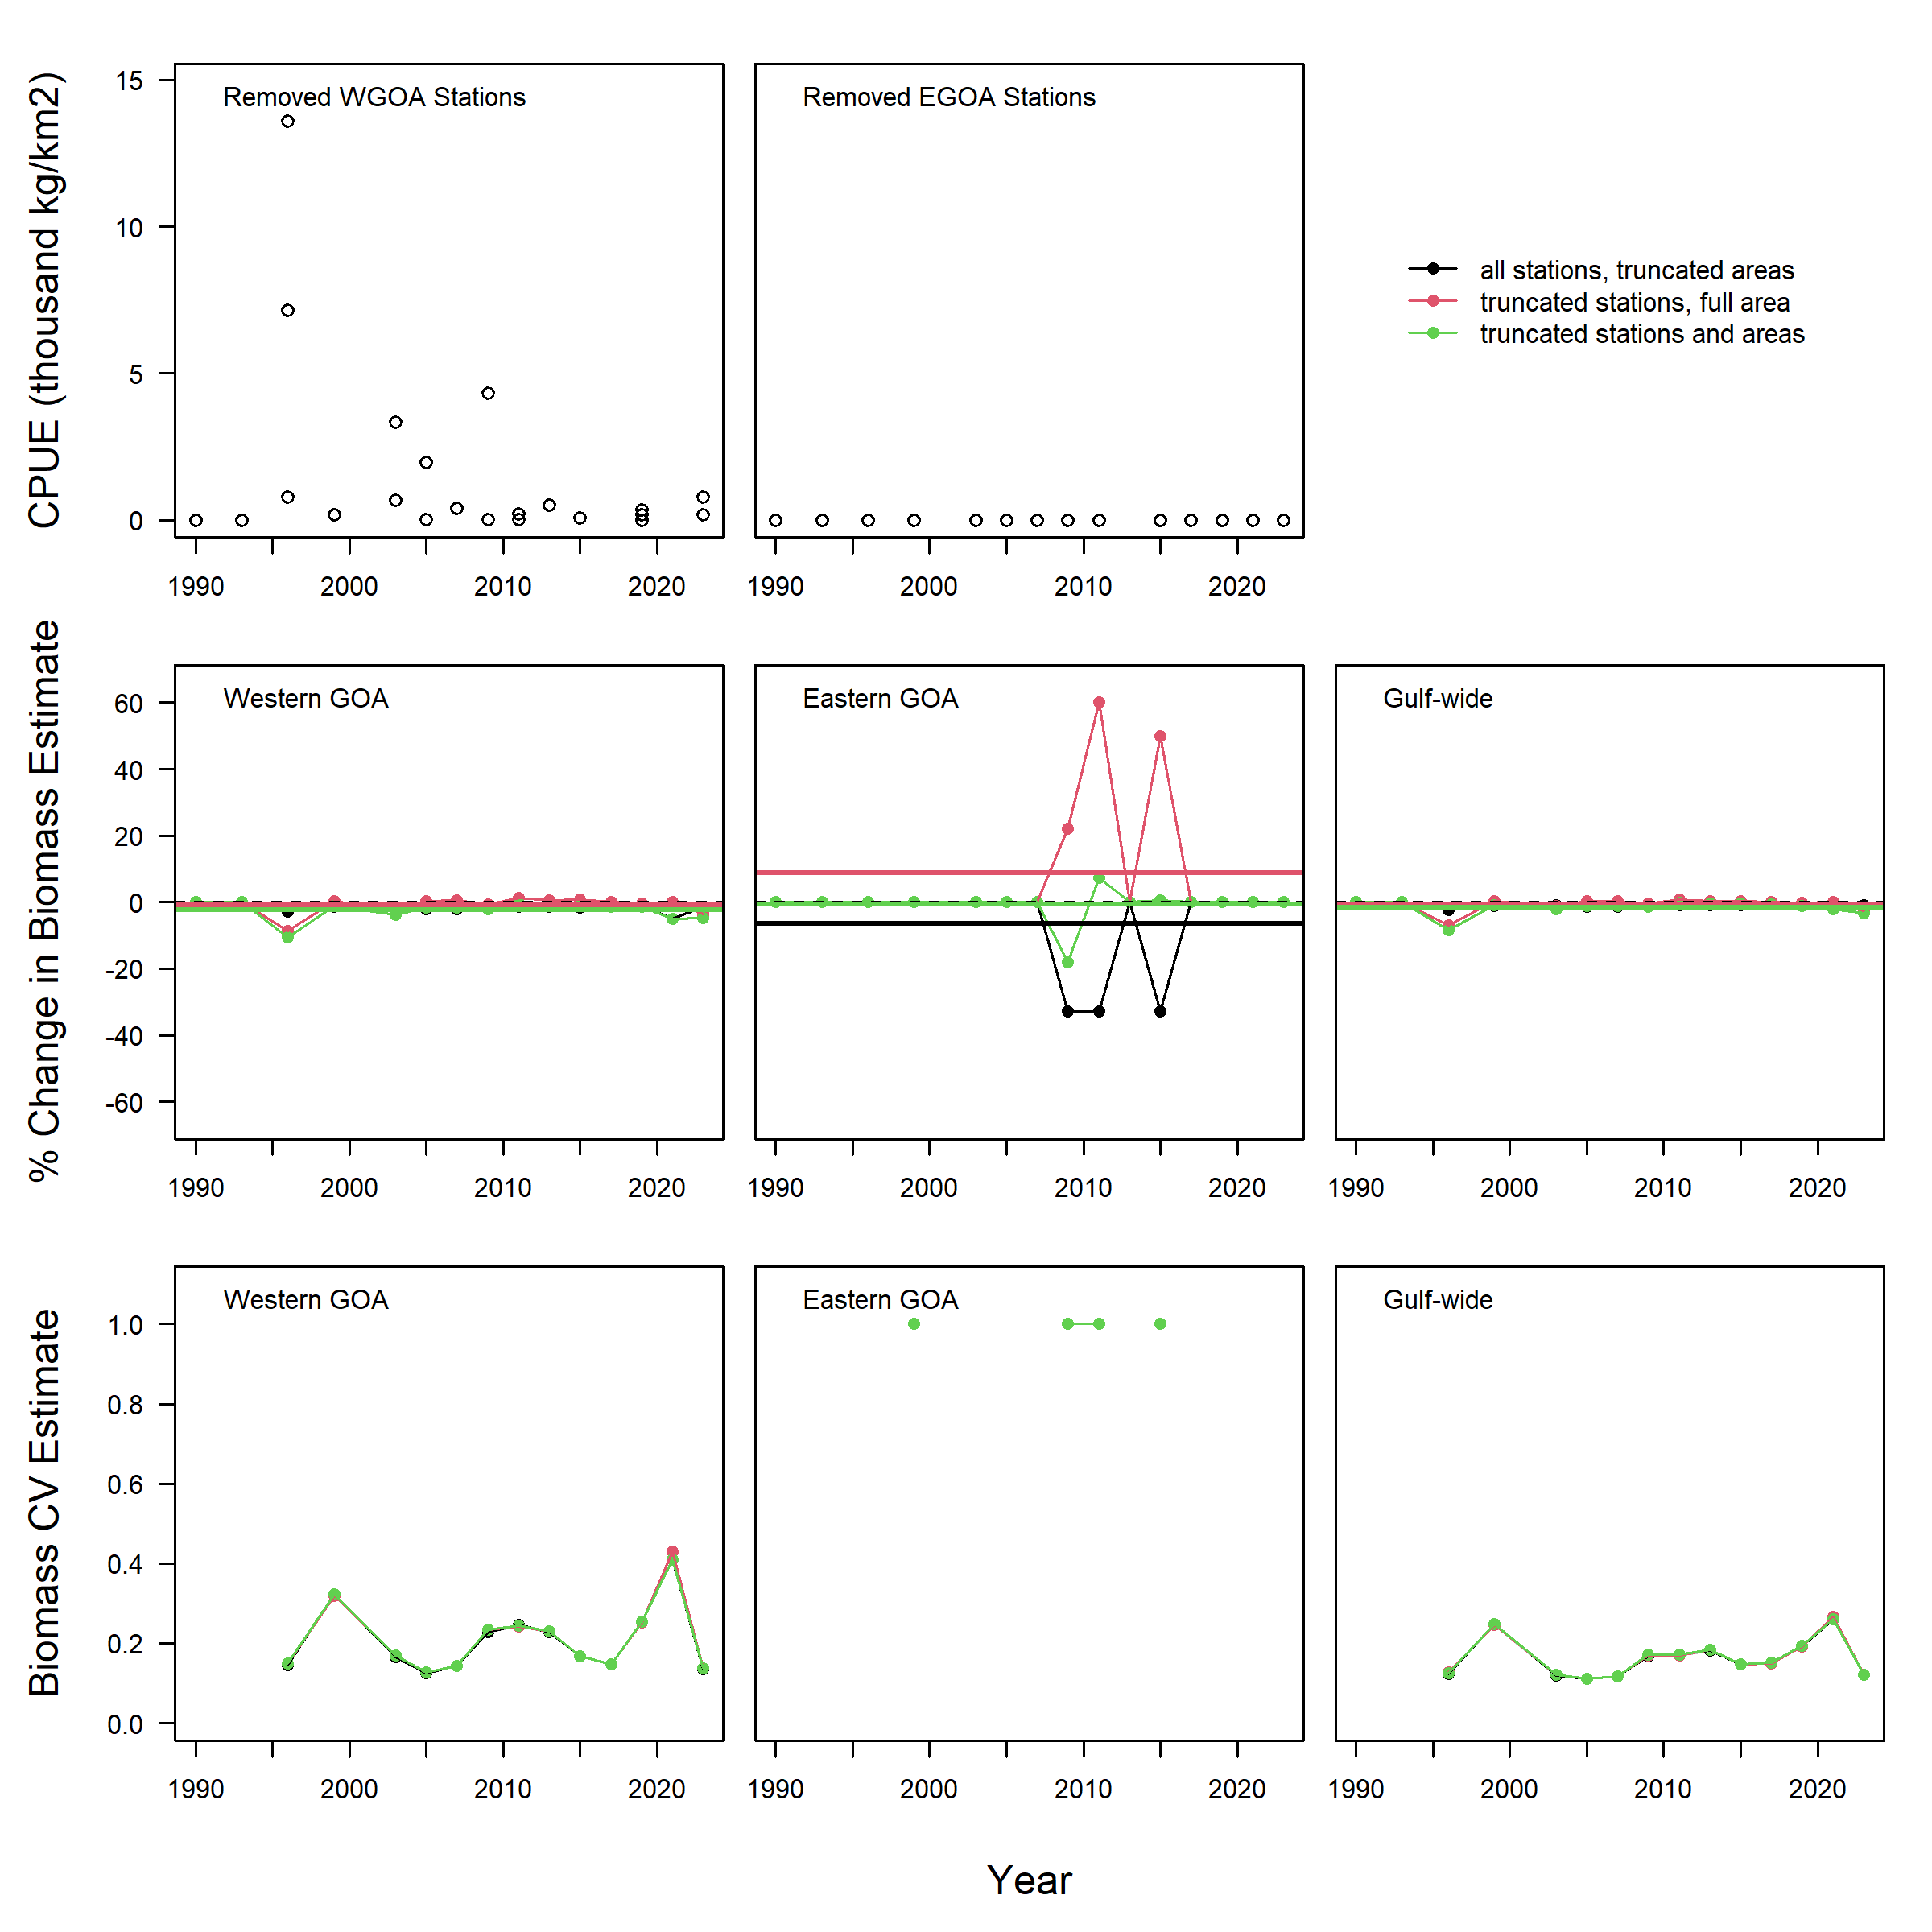 CPUE (thousand kg/km2)
15
10
5
0
Removed WGOA Stations
1990 2000 2010 2020
Removed EGOA Stations
1990 2000 2010 2020
all stations, truncated areas
truncated stations, full area
truncated stations and areas
% Change in Biomass Estimate
60
40
20
0
-20
-40
-60
Western GOA
1990 2000 2010 2020
Eastern GOA
1990 2000 2010 2020
Gulf-wide
1990 2000 2010 2020
Biomass CV Estimate
1.0
0.8
0.6
0.4
0.2
0.0
Western GOA
1990 2000 2010 2020
Eastern GOA
1990 2000 2010 2020
Gulf-wide
1990 2000 2010 2020
Year